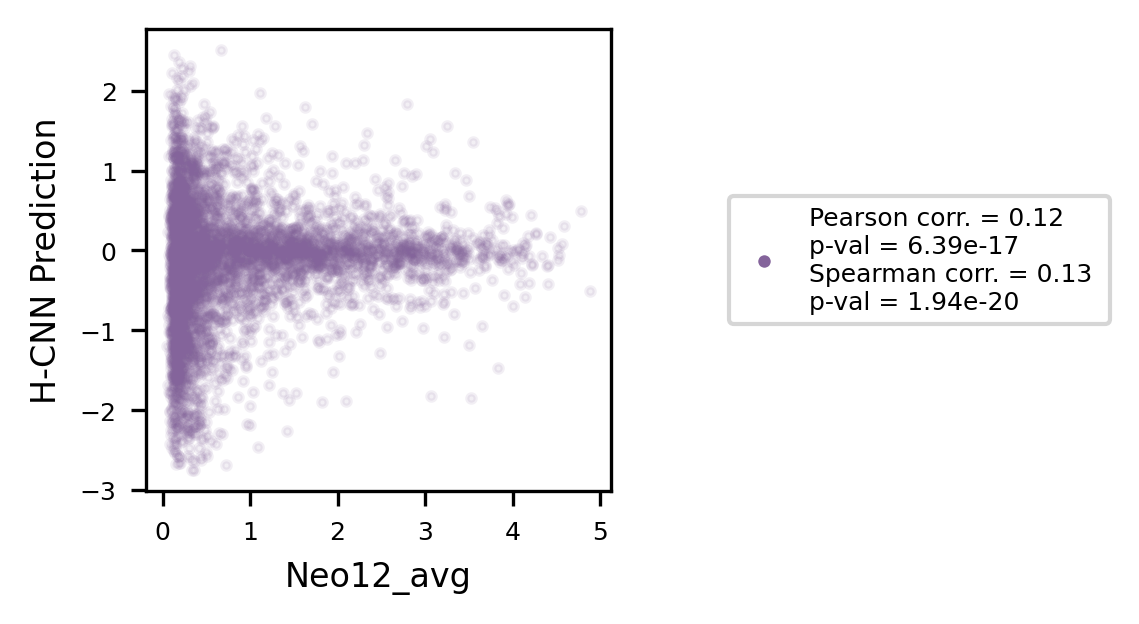 H-CNN Prediction
2
1
0
−1
−2
−3
0 1 2 3 4 5
Neo12_avg
Pearson corr. = 0.12
p-val = 6.39e-17
Spearman corr. = 0.13
p-val = 1.94e-20